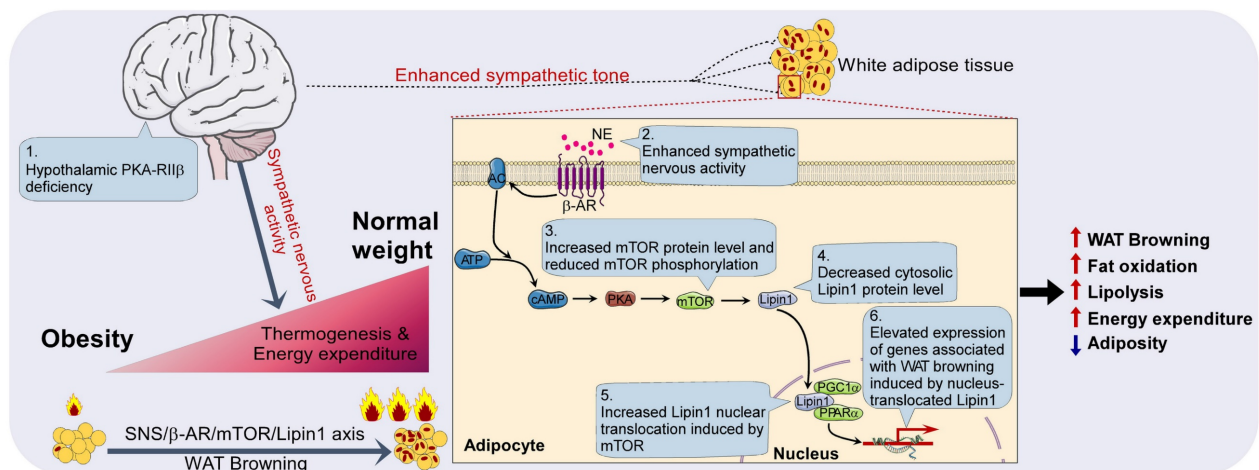 Enhanced sympathetic tone
White adipose tissue
1.
Hypothalamic PKA-RIIβ
deficiency
Sympathetic nervous
activity
Normal
weight
Obesity
Thermogenesis &
Energy expenditure
SNS/β-AR/mTOR/Lipin1 axis
WAT Browning
NE
2.
Enhanced sympathetic
nervous activity
AC
β-AR
3.
Increased mTOR protein level and
reduced mTOR phosphorylation
4.
Decreased cytosolic
Lipin1 protein level
ATP
cAMP
PKA
mTOR
Lipin1
5.
Increased Lipin1 nuclear
translocation induced by
mTOR
6.
Elevated expression
of genes associated
with WAT browning
induced by nucleus-
translocated Lipin1
PGC1α
Lipin1
PPARα
Adipocyte
Nucleus
WAT Browning
Fat oxidation
Lipolysis
Energy expenditure
Adiposity